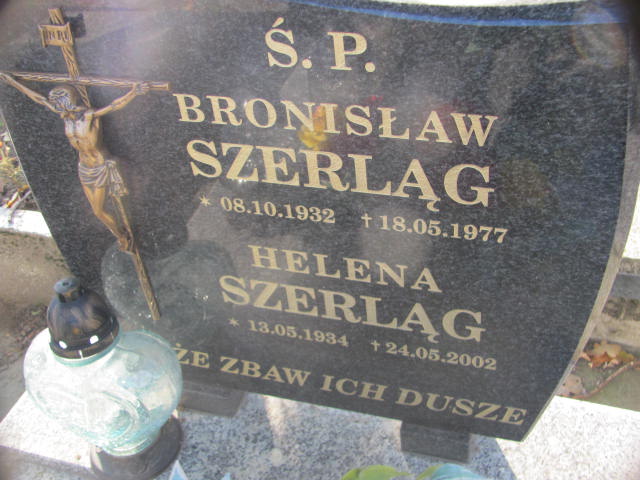 INRI
Ś. P.
BRONISŁAW
SZERLĄG
* 08.10.1932 † 18.05.1977
HELENA
SZERLĄG
* 13.05.1934 † 24.05.2002
ZBAW ICH DUSZE